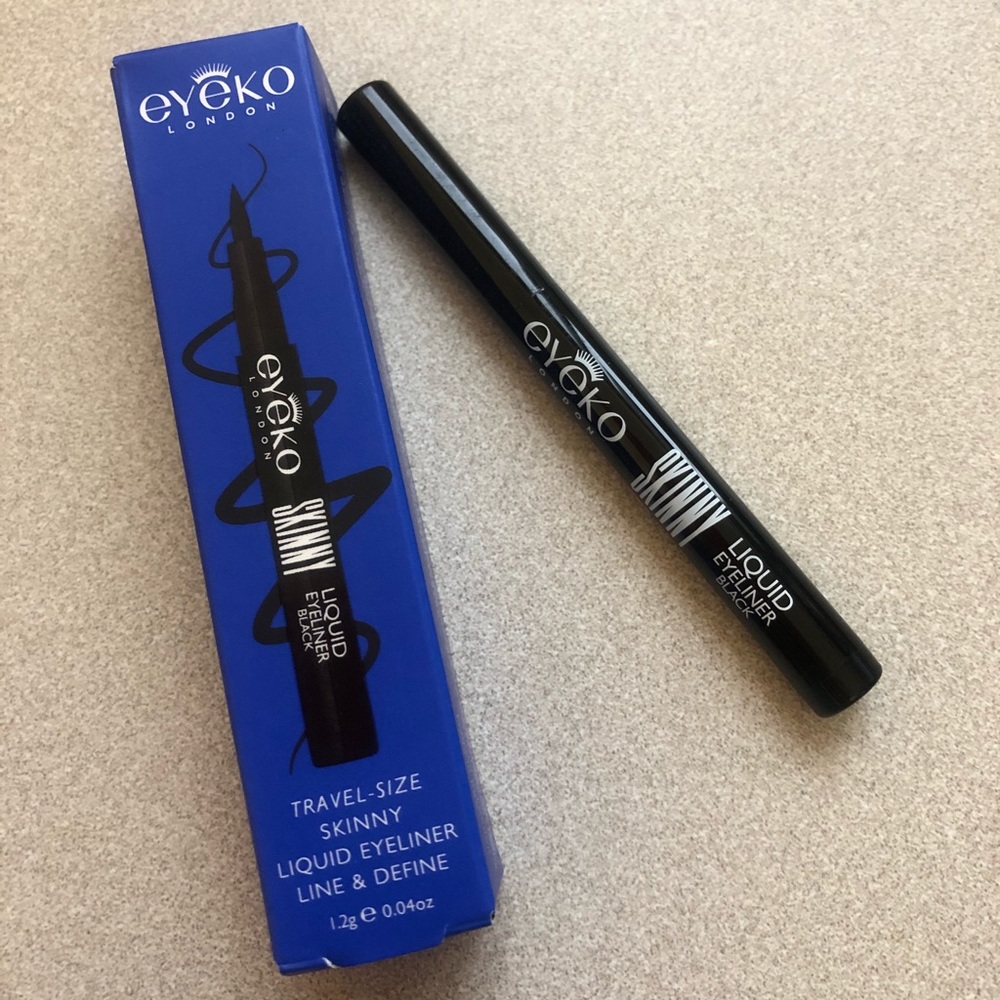 eyeko
LONDON
eyeko
LONDON
SKINNY
LIQUID
EYELINER
BLACK
TRAVEL-SIZE
SKINNY
LIQUID EYELINER
LINE & DEFINE
1.2g e 0.04oz
eyeko
LONDON
SKINNY
LIQUID
EYELINER
BLACK